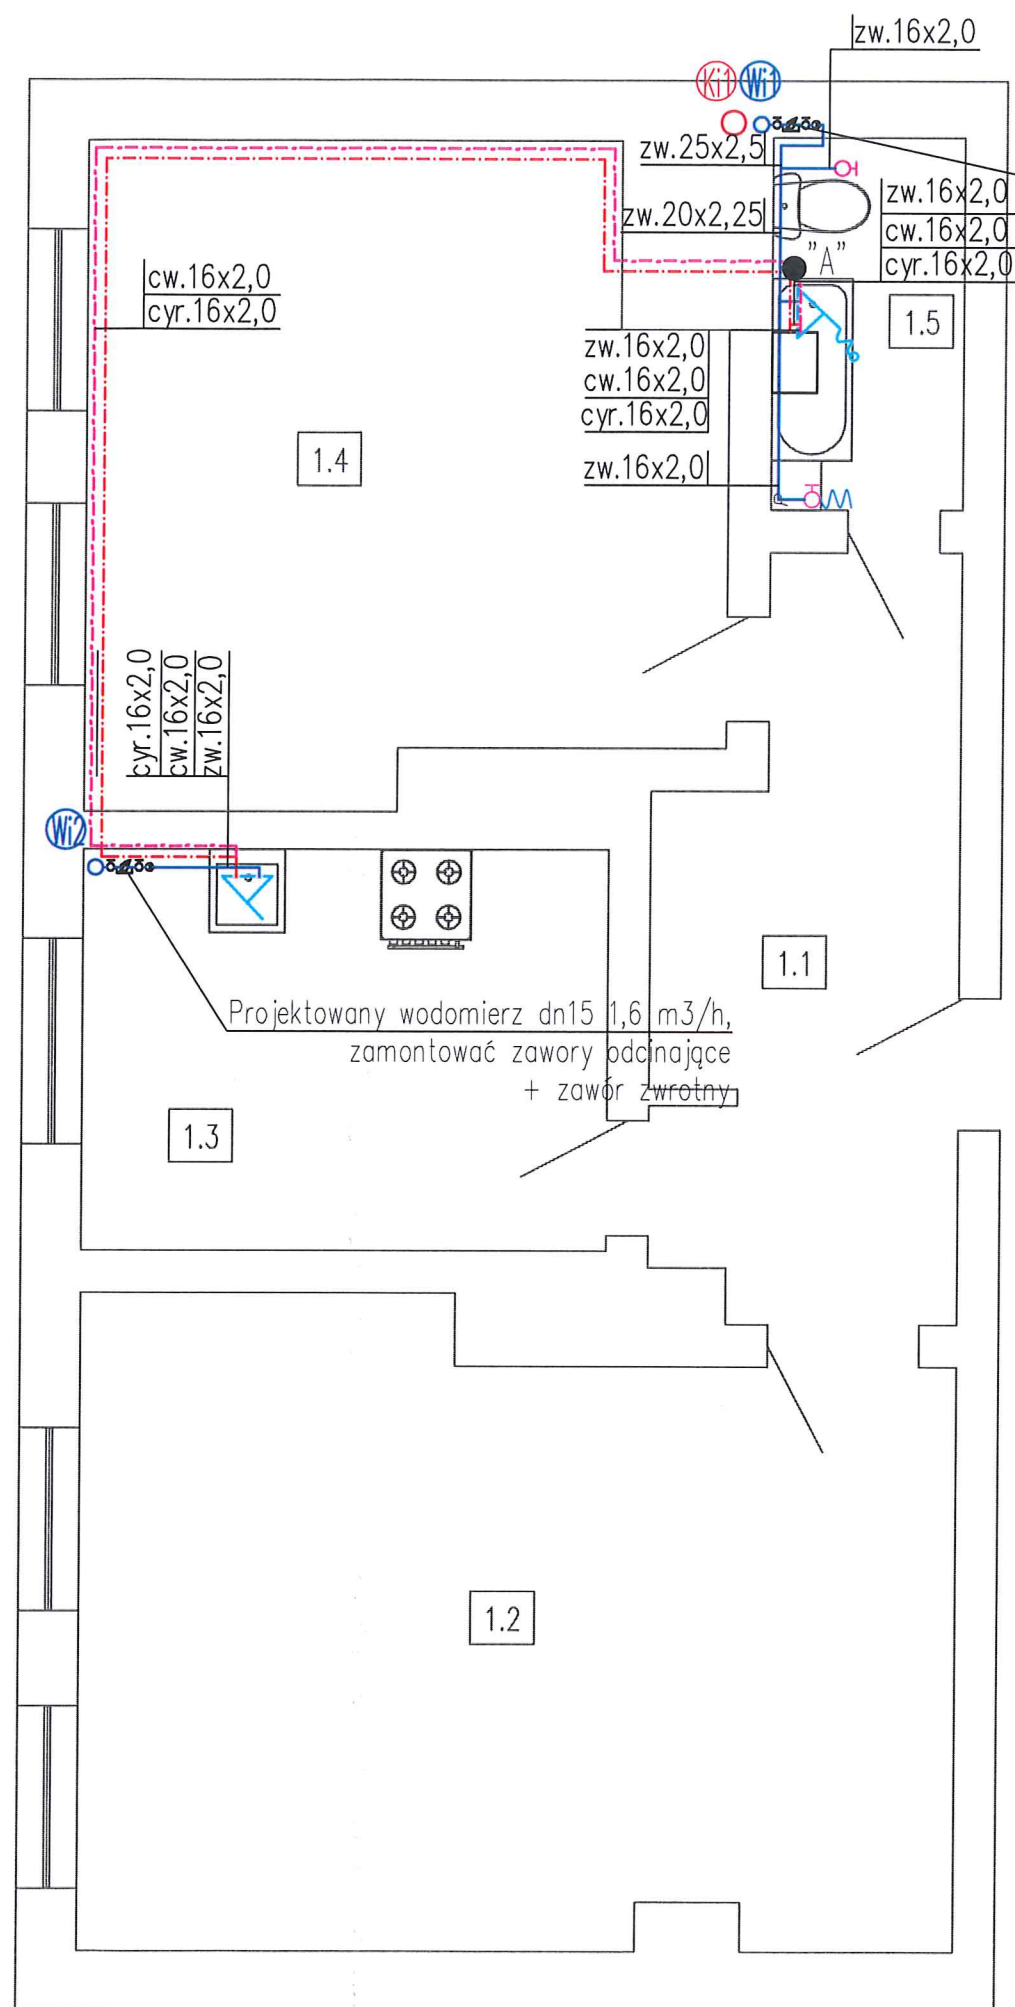 zw.16x2,0
Ki1 Wi1
zw.25x2,5
zw.20x2,25
zw.16x2,0
cw.16x2,0
cyr.16x2,0
"A"
1.5
cw.16x2,0
cyr.16x2,0
zw.16x2,0
cw.16x2,0
cyr.16x2,0
1.4
zw.16x2,0
cyr.16x2,0
cw.16x2,0
zw.16x2,0
Wi2
1.1
Projektowany wodomierz dn15 1,6 m3/h,
zamontować zawory odcinające
+ zawór zwrotny
1.3
1.2